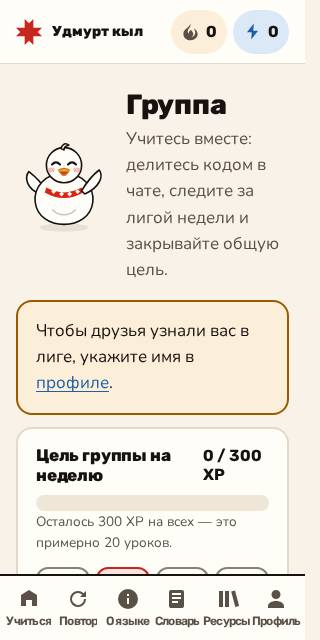 Удмурт кыл
0
0
Группа
Учитесь вместе:
делитесь кодом в
чате, следите за
лигой недели и
закрывайте общую
цель.
Чтобы друзья узнали вас в
лиге, укажите имя в
профиле.
Цель группы на
неделю
0 / 300
XP
Осталось 300 XP на всех — это
примерно 20 уроков.
Учиться
Повтор
О языке
Словарь
Ресурсы
Профиль